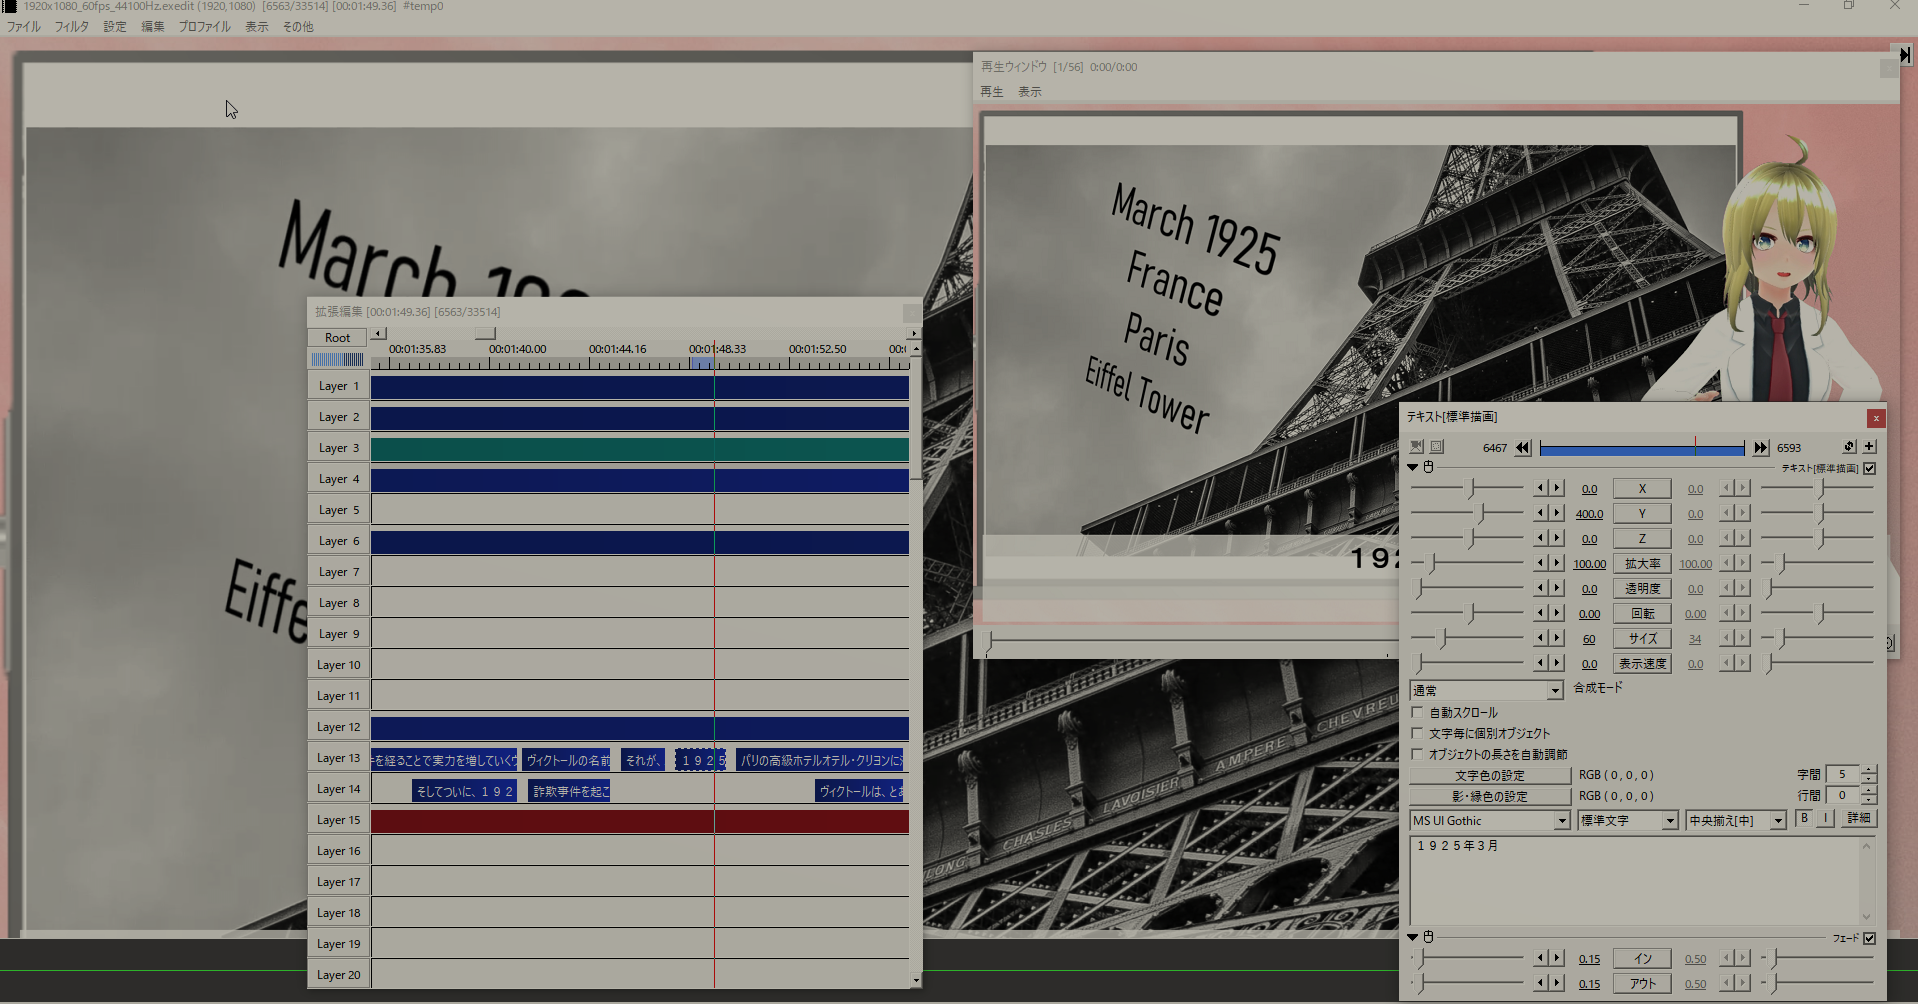 1920x1080_60fps_44100Hz.exedit (1920,1080) [6563/33514] [00:01:49.36] #temp0
ファイル フィルタ 設定 編集 プロファイル 表示 その他
March 192
Eiffe
再生ウィンドウ [1/56] 0:00/0:00
再生 表示
March 1925
France
Paris
Eiffel Tower
192
拡張編集 [00:01:49.36] [6563/33514]
Root
00:01:35.83 00:01:40.00 00:01:44.16 00:01:48.33 00:01:52.50 00:0
Layer 1
Layer 2
Layer 3
Layer 4
Layer 5
Layer 6
Layer 7
Layer 8
Layer 9
Layer 10
Layer 11
Layer 12
Layer 13 を経ることで実力を増していくヴ ヴィクトールの名前 それが、 1925 パリの高級ホテルオテル・クリヨンに
Layer 14 そしてついに、192 詐欺事件を起こ ヴィクトールは、とあ
Layer 15
Layer 16
Layer 17
Layer 18
Layer 19
Layer 20
LONG CHASLES LAVOISIER AMPERE CHEVREU
テキスト[標準描画] x
6467 6593
テキスト[標準描画]
0.0 X 0.0
400.0 Y 0.0
0.0 Z 0.0
100.00 拡大率 100.00
0.0 透明度 0.0
0.00 回転 0.00
60 サイズ 34
0.0 表示速度 0.0
通常 合成モード
自動スクロール
文字毎に個別オブジェクト
オブジェクトの長さを自動調節
文字色の設定 RGB ( 0 , 0 , 0 ) 字間 5
影・縁色の設定 RGB ( 0 , 0 , 0 ) 行間 0
MS UI Gothic 標準文字 中央揃え[中] B I 詳細
1925年3月
フェード
0.15 イン 0.50
0.15 アウト 0.50